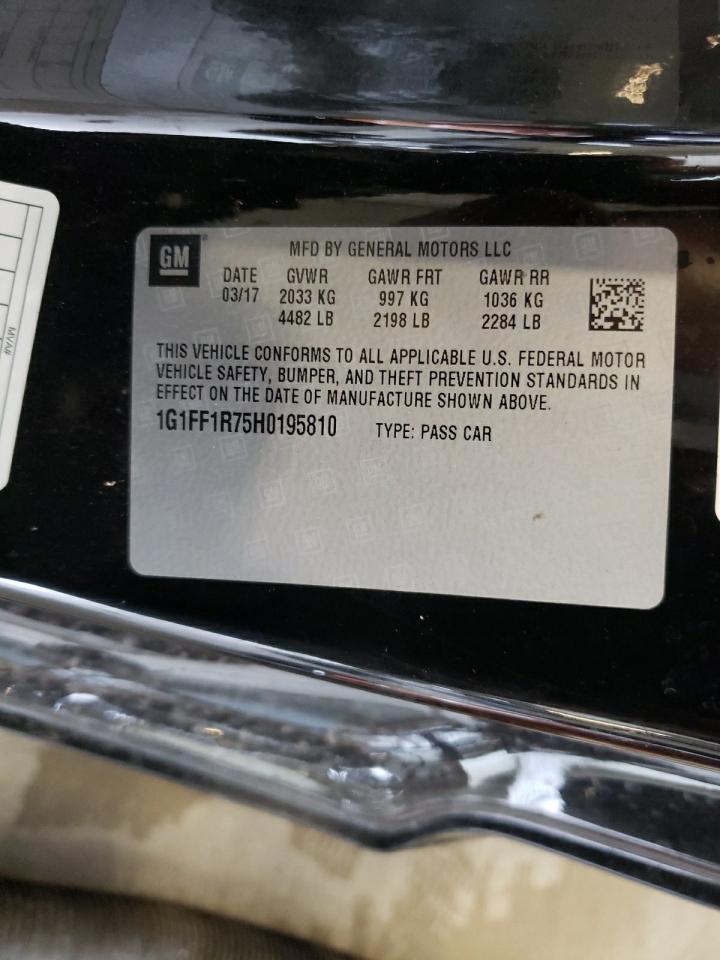 GM
MFD BY GENERAL MOTORS LLC
DATE GVWR GAWR FRT GAWR RR
03/17 2033 KG 997 KG 1036 KG
4482 LB 2198 LB 2284 LB
THIS VEHICLE CONFORMS TO ALL APPLICABLE U.S. FEDERAL MOTOR
VEHICLE SAFETY, BUMPER, AND THEFT PREVENTION STANDARDS IN
EFFECT ON THE DATE OF MANUFACTURE SHOWN ABOVE.
1G1FF1R75H0195810 TYPE: PASS CAR
MVA#